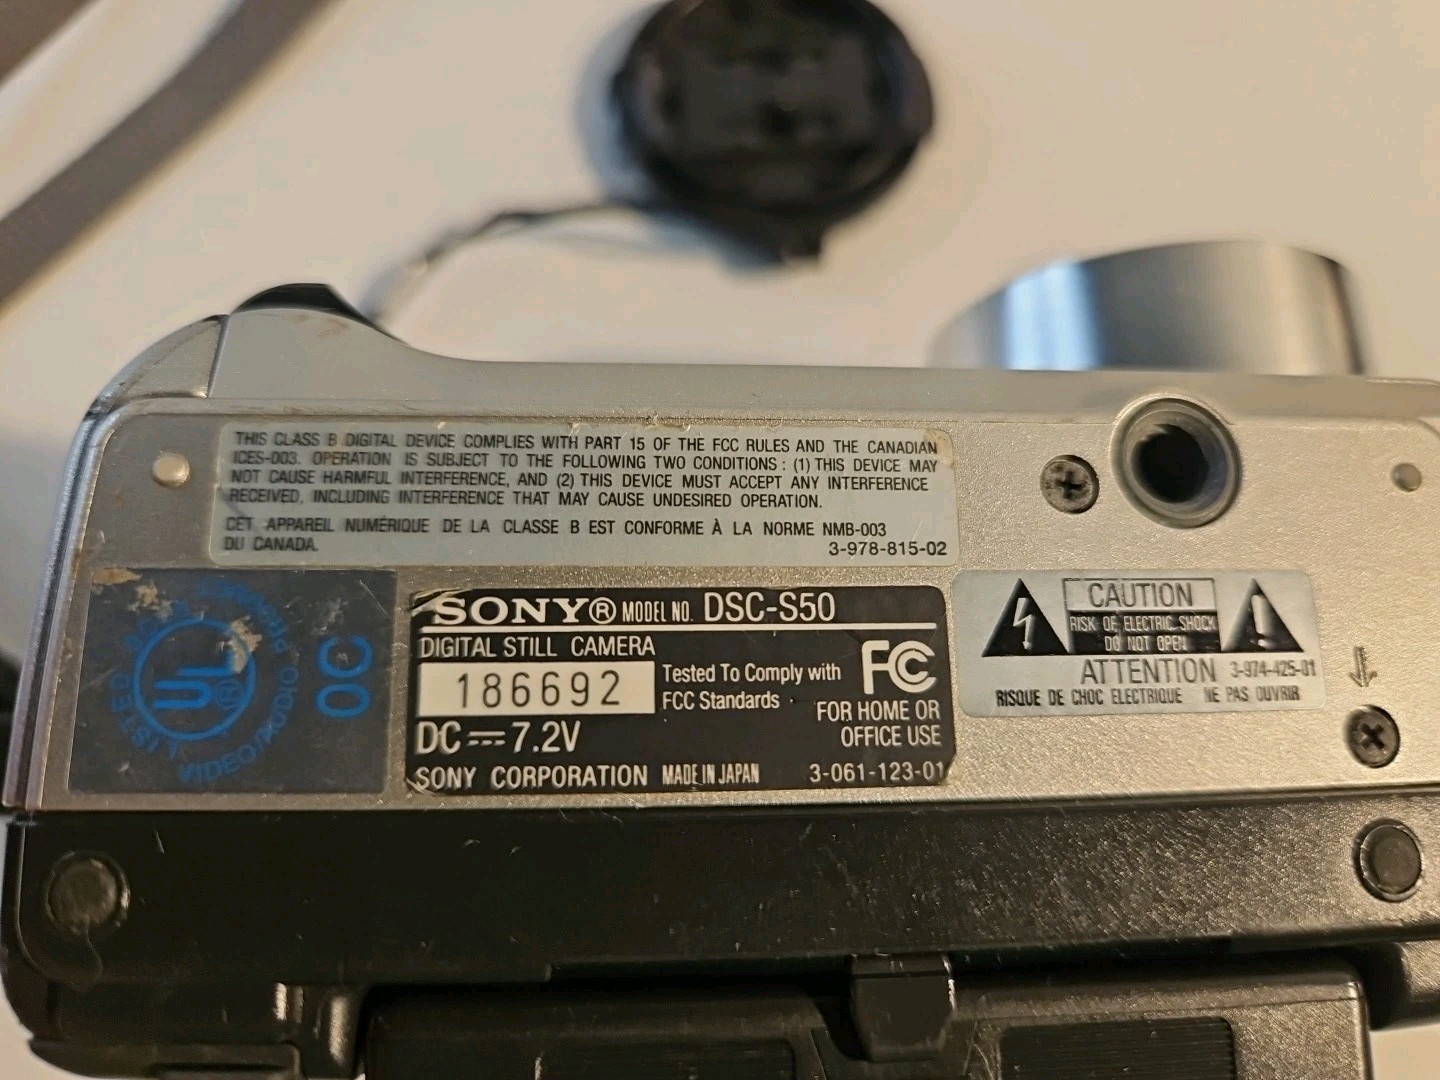 THIS CLASS B DIGITAL DEVICE COMPLIES WITH PART 15 OF THE FCC RULES AND THE CANADIAN
ICES-003. OPERATION IS SUBJECT TO THE FOLLOWING TWO CONDITIONS : (1) THIS DEVICE MAY
NOT CAUSE HARMFUL INTERFERENCE, AND (2) THIS DEVICE MUST ACCEPT ANY INTERFERENCE
RECEIVED, INCLUDING INTERFERENCE THAT MAY CAUSE UNDESIRED OPERATION.
CET APPAREIL NUMÉRIQUE DE LA CLASSE B EST CONFORME À LA NORME NMB-003
DU CANADA.
3-978-815-02
LISTED
UL ®
VIDEO/AUDIO
OC
SONY® MODEL NO. DSC-S50
DIGITAL STILL CAMERA
186692
Tested To Comply with
FCC Standards
FC
FOR HOME OR
OFFICE USE
DC ⎓ 7.2V
SONY CORPORATION MADE IN JAPAN 3-061-123-01
CAUTION
RISK OF ELECTRIC SHOCK
DO NOT OPEN
ATTENTION 3-974-425-01
RISQUE DE CHOC ELECTRIQUE NE PAS OUVRIR